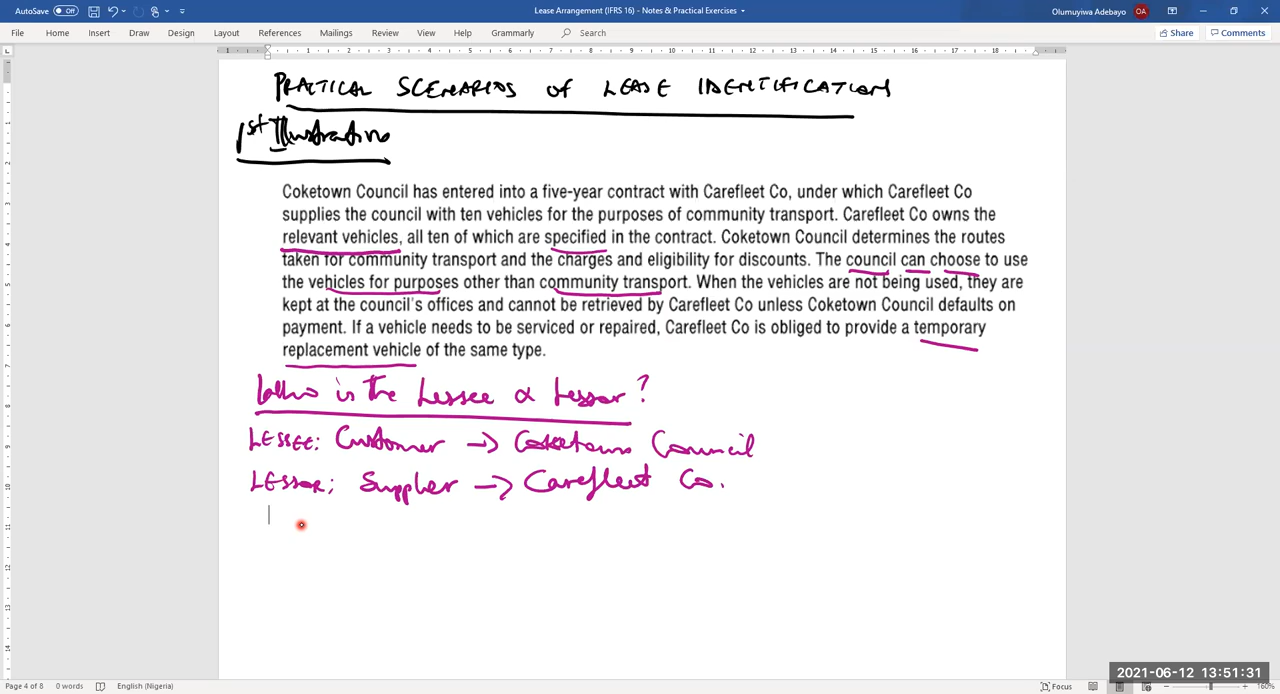 AutoSave Off Lease Arrangement (IFRS 16) - Notes & Practical Exercises Olumuyiwa Adebayo OA
File Home Insert Draw Design Layout References Mailings Review View Help Grammarly Search Share Comments
PRACTICAL SCENARIOS OF LEASE IDENTIFICATIONS
1st Illustration
Coketown Council has entered into a five-year contract with Carefleet Co, under which Carefleet Co
supplies the council with ten vehicles for the purposes of community transport. Carefleet Co owns the
relevant vehicles, all ten of which are specified in the contract. Coketown Council determines the routes
taken for community transport and the charges and eligibility for discounts. The council can choose to use
the vehicles for purposes other than community transport. When the vehicles are not being used, they are
kept at the council's offices and cannot be retrieved by Carefleet Co unless Coketown Council defaults on
payment. If a vehicle needs to be serviced or repaired, Carefleet Co is obliged to provide a temporary
replacement vehicle of the same type.
Who is the Lessee & Lessor?
LESSEE: Customer → Coketown Council
LESSOR: Supplier → Carefleet Co.
Page 4 of 8 0 words English (Nigeria) Focus 160%
2021-06-12 13:51:31